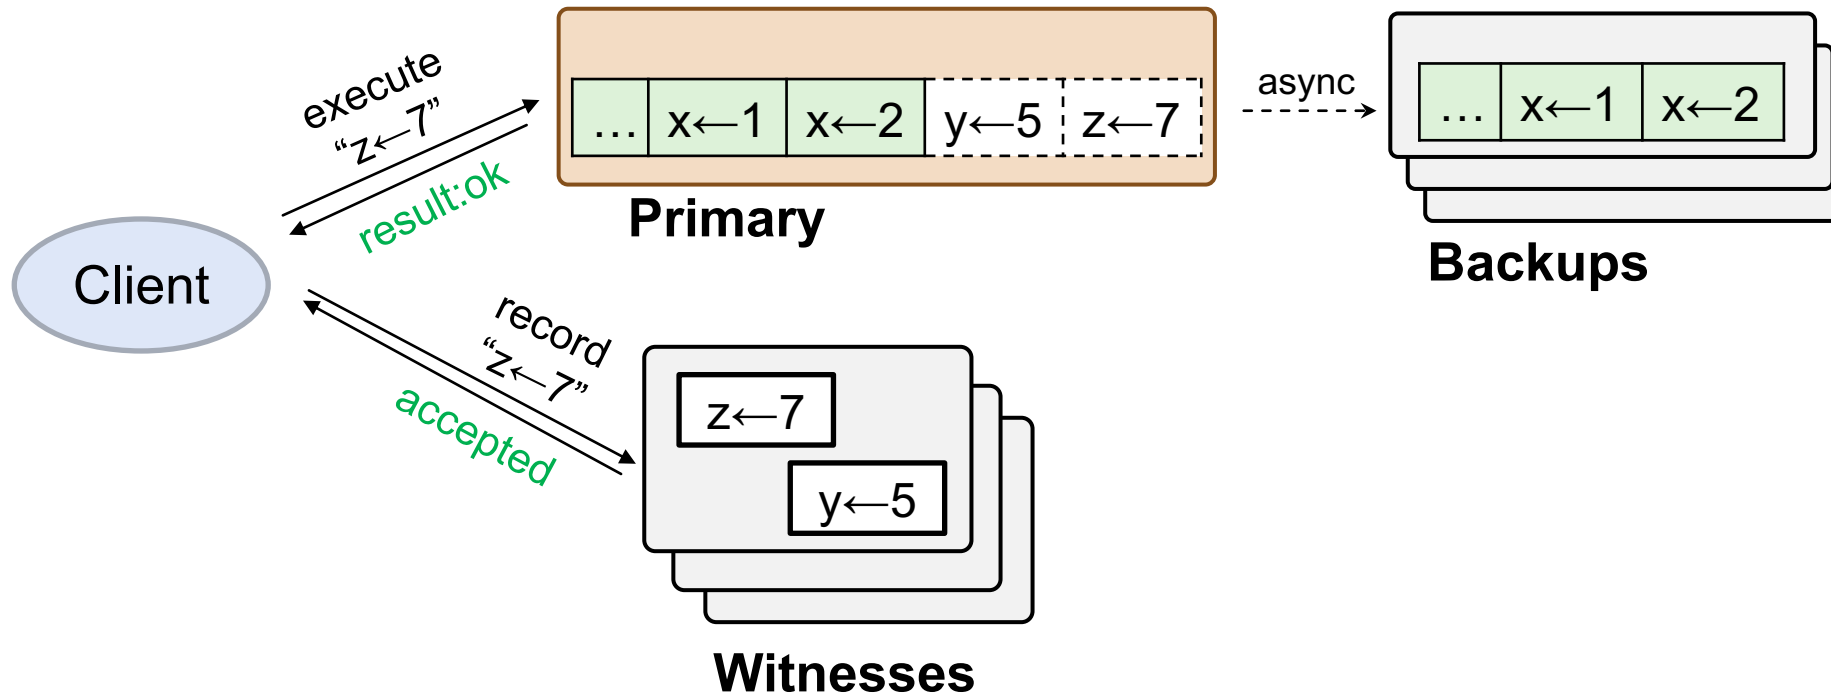 execute
“z←7”
result:ok
… x←1 x←2 y←5 z←7
Primary
async
… x←1 x←2
Backups
Client
record
“z←7”
accepted
z←7
y←5
Witnesses